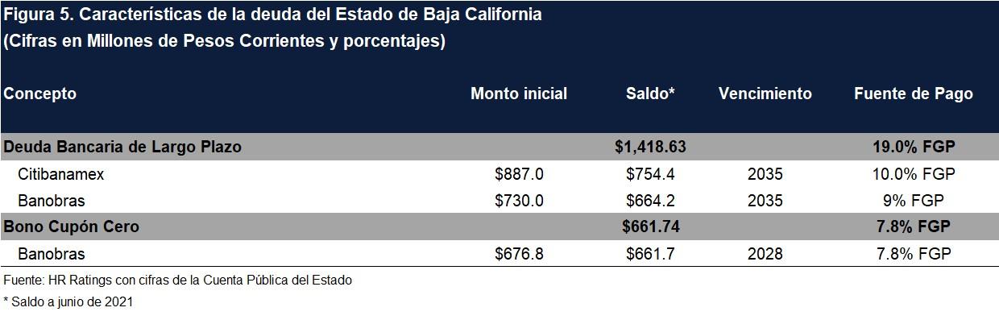 Figura 5. Características de la deuda del Estado de Baja California
(Cifras en Millones de Pesos Corrientes y porcentajes)
Concepto Monto inicial Saldo* Vencimiento Fuente de Pago
Deuda Bancaria de Largo Plazo $1,418.63 19.0% FGP
Citibanamex $887.0 $754.4 2035 10.0% FGP
Banobras $730.0 $664.2 2035 9% FGP
Bono Cupón Cero $661.74 7.8% FGP
Banobras $676.8 $661.7 2028 7.8% FGP
Fuente: HR Ratings con cifras de la Cuenta Pública del Estado
* Saldo a junio de 2021